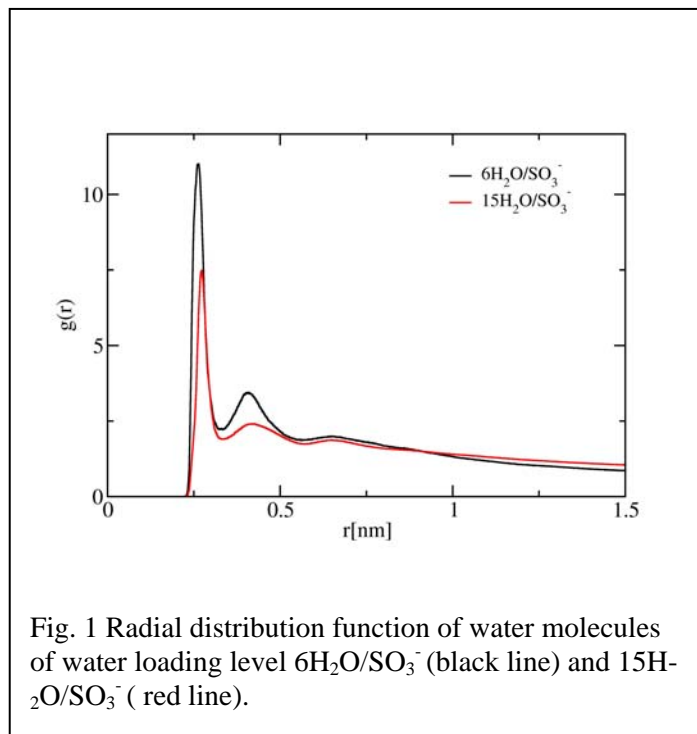 6H₂O/SO₃⁻
15H₂O/SO₃⁻
10
5
0
g(r)
0
0.5
1
1.5
r[nm]
Fig. 1 Radial distribution function of water molecules
of water loading level 6H₂O/SO₃⁻ (black line) and 15H-
₂O/SO₃⁻ ( red line).